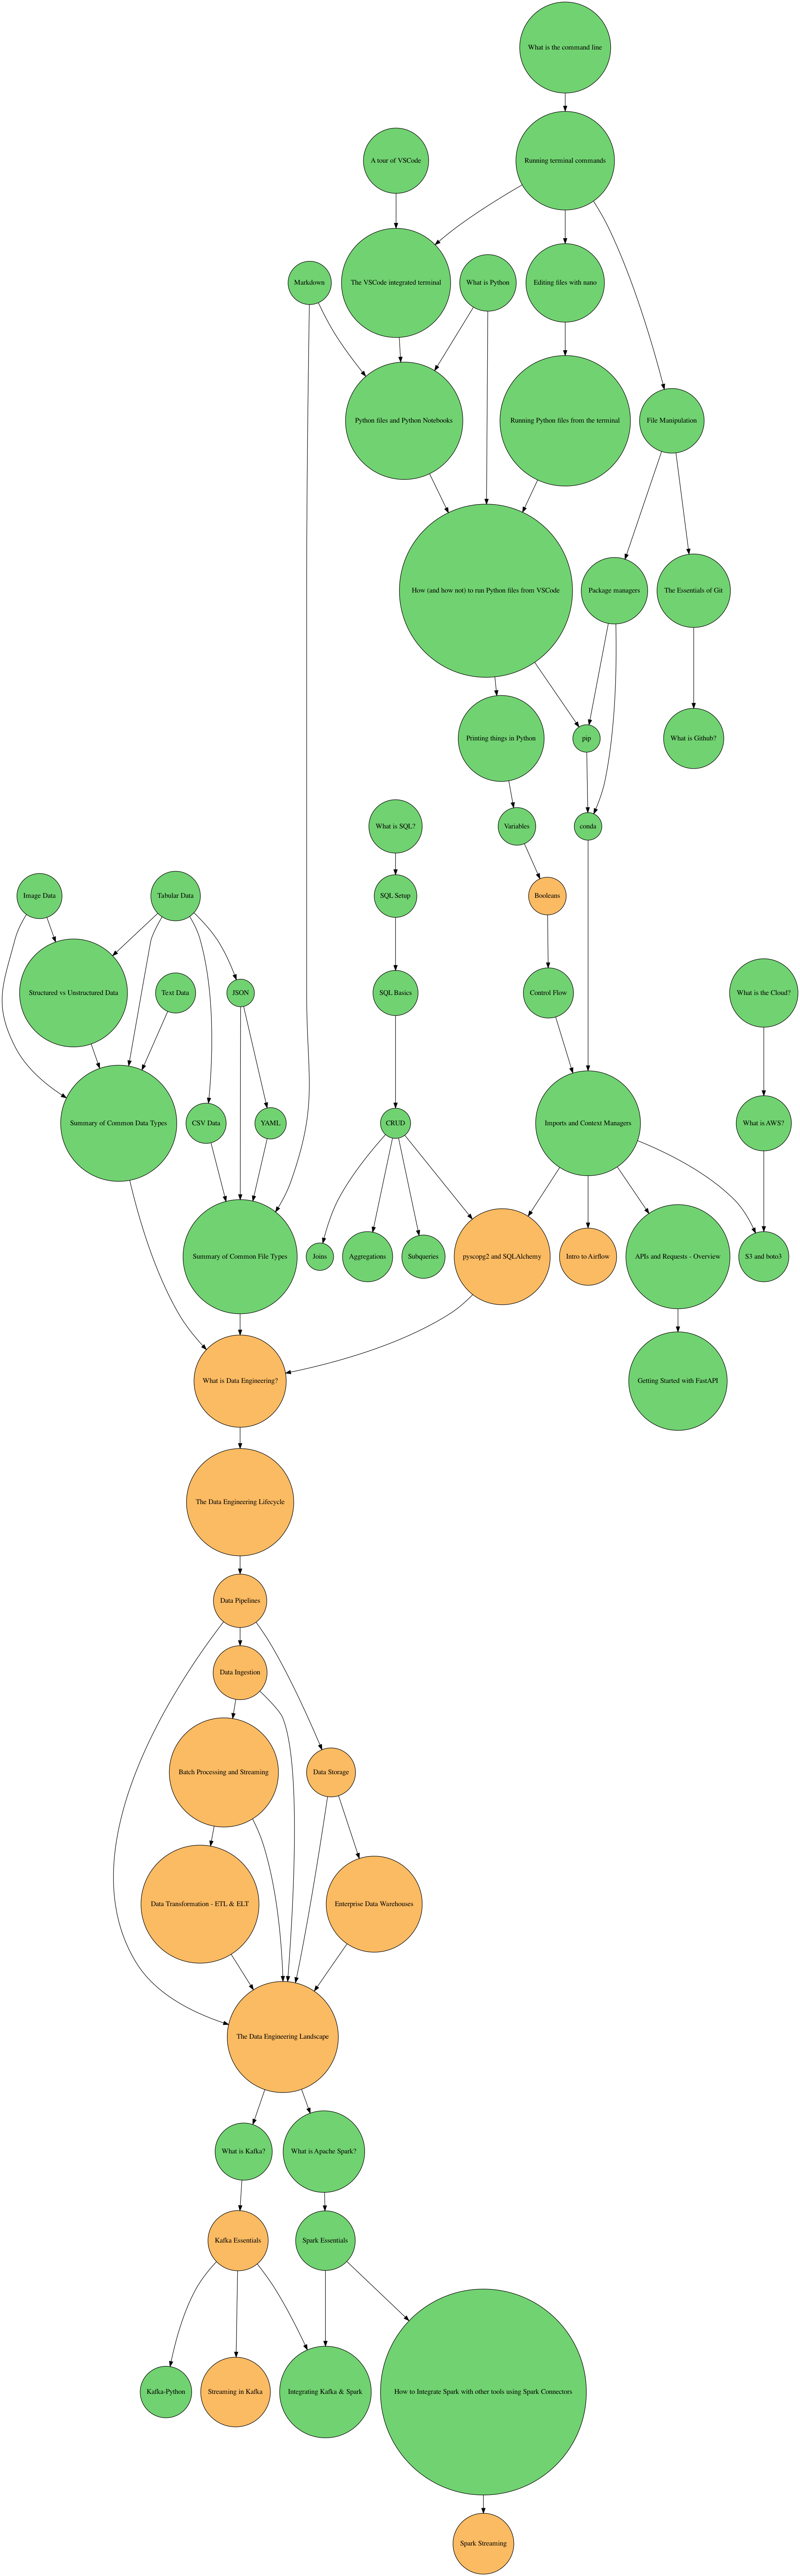 What is the command line
A tour of VSCode
Running terminal commands
Markdown
The VSCode integrated terminal
What is Python
Editing files with nano
Python files and Python Notebooks
Running Python files from the terminal
File Manipulation
How (and how not) to run Python files from VSCode
Package managers
The Essentials of Git
Printing things in Python
pip
What is Github?
What is SQL?
Variables
conda
Image Data
Tabular Data
SQL Setup
Booleans
Structured vs Unstructured Data
Text Data
JSON
SQL Basics
Control Flow
What is the Cloud?
Summary of Common Data Types
CSV Data
YAML
CRUD
Imports and Context Managers
What is AWS?
Summary of Common File Types
Joins
Aggregations
Subqueries
pyscopg2 and SQLAlchemy
Intro to Airflow
APIs and Requests - Overview
S3 and boto3
What is Data Engineering?
Getting Started with FastAPI
The Data Engineering Lifecycle
Data Pipelines
Data Ingestion
Batch Processing and Streaming
Data Storage
Data Transformation - ETL & ELT
Enterprise Data Warehouses
The Data Engineering Landscape
What is Kafka?
What is Apache Spark?
Kafka Essentials
Spark Essentials
Kafka-Python
Streaming in Kafka
Integrating Kafka & Spark
How to Integrate Spark with other tools using Spark Connectors
Spark Streaming